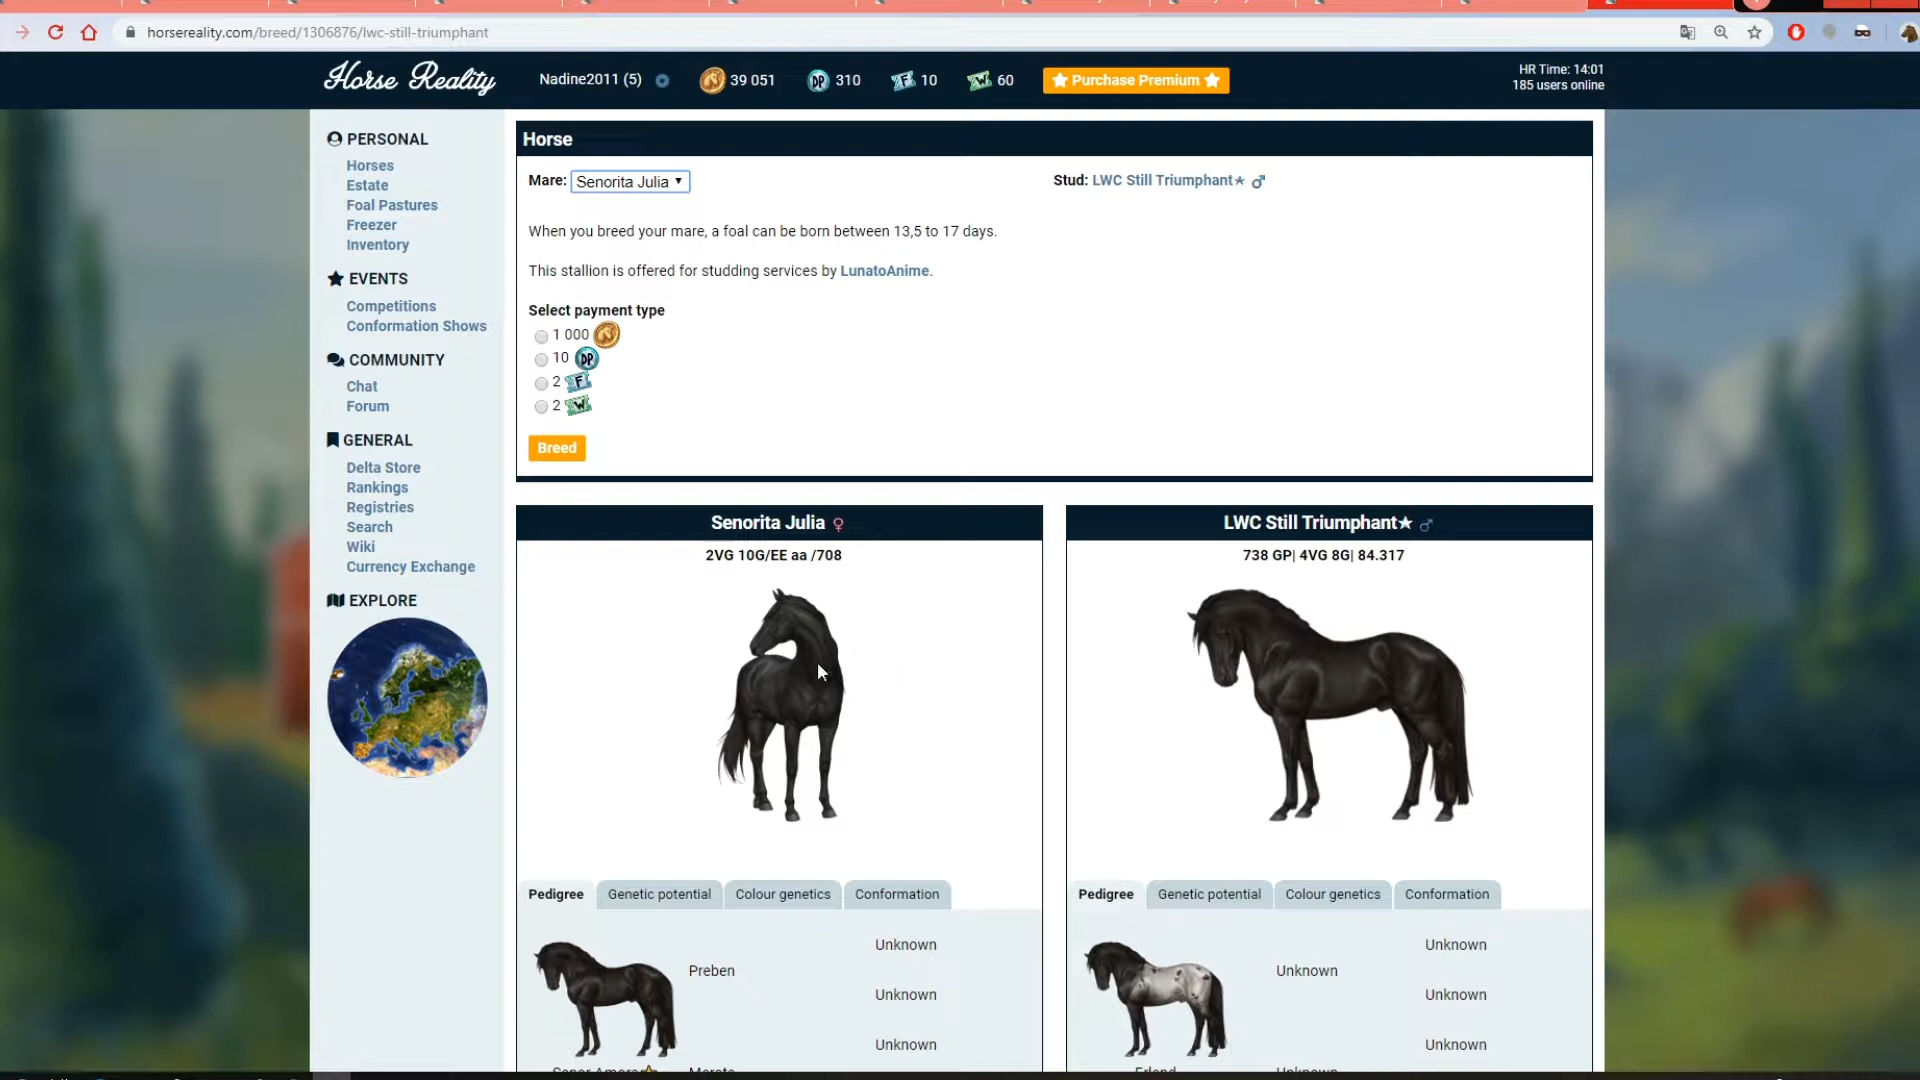 horsereality.com/breed/1306876/lwc-still-triumphant
Horse Reality
Nadine2011 (5)
39 051
DP
310
F
10
W
60
Purchase Premium
HR Time: 14:01
185 users online
PERSONAL
Horses
Estate
Foal Pastures
Freezer
Inventory
EVENTS
Competitions
Conformation Shows
COMMUNITY
Chat
Forum
GENERAL
Delta Store
Rankings
Registries
Search
Wiki
Currency Exchange
EXPLORE
Horse
Mare: Senorita Julia
Stud: LWC Still Triumphant★ ♂
When you breed your mare, a foal can be born between 13,5 to 17 days.
This stallion is offered for studding services by LunatoAnime.
Select payment type
1 000
10 DP
2 F
2 W
Breed
Senorita Julia ♀
2VG 10G/EE aa /708
Pedigree
Genetic potential
Colour genetics
Conformation
Preben
Unknown
Unknown
Unknown
LWC Still Triumphant★ ♂
738 GP| 4VG 8G| 84.317
Pedigree
Genetic potential
Colour genetics
Conformation
Unknown
Unknown
Unknown
Unknown